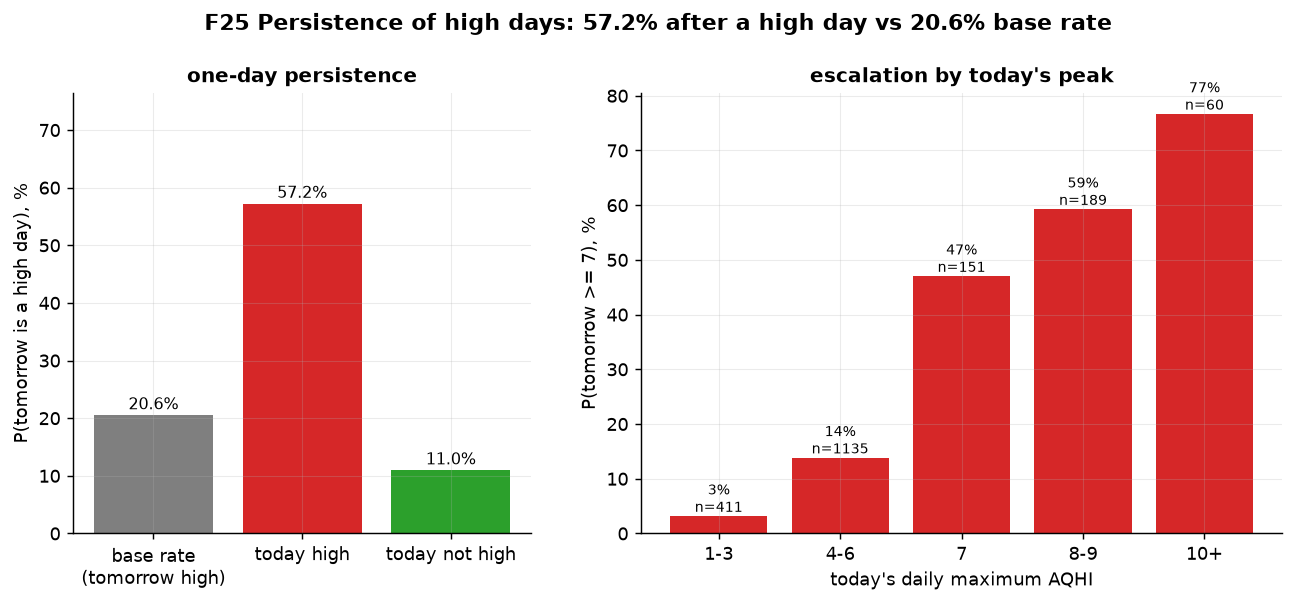 F25 Persistence of high days: 57.2% after a high day vs 20.6% base rate
one-day persistence
P(tomorrow is a high day), %
70
60
50
40
30
20
10
0
20.6%
57.2%
11.0%
base rate
(tomorrow high)
today high
today not high
escalation by today's peak
P(tomorrow >= 7), %
80
70
60
50
40
30
20
10
0
3%
n=411
14%
n=1135
47%
n=151
59%
n=189
77%
n=60
1-3
4-6
7
8-9
10+
today's daily maximum AQHI